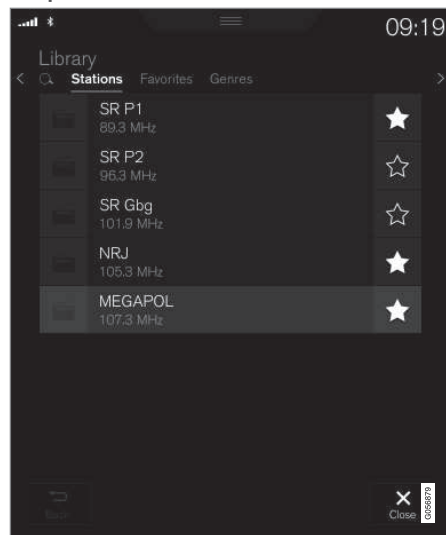 09:19
Library
Stations Favorites Genres
SR P1
89.3 MHz
SR P2
96.3 MHz
SR Gbg
101.9 MHz
NRJ
105.3 MHz
MEGAPOL
107.3 MHz
Back
Close
G056879